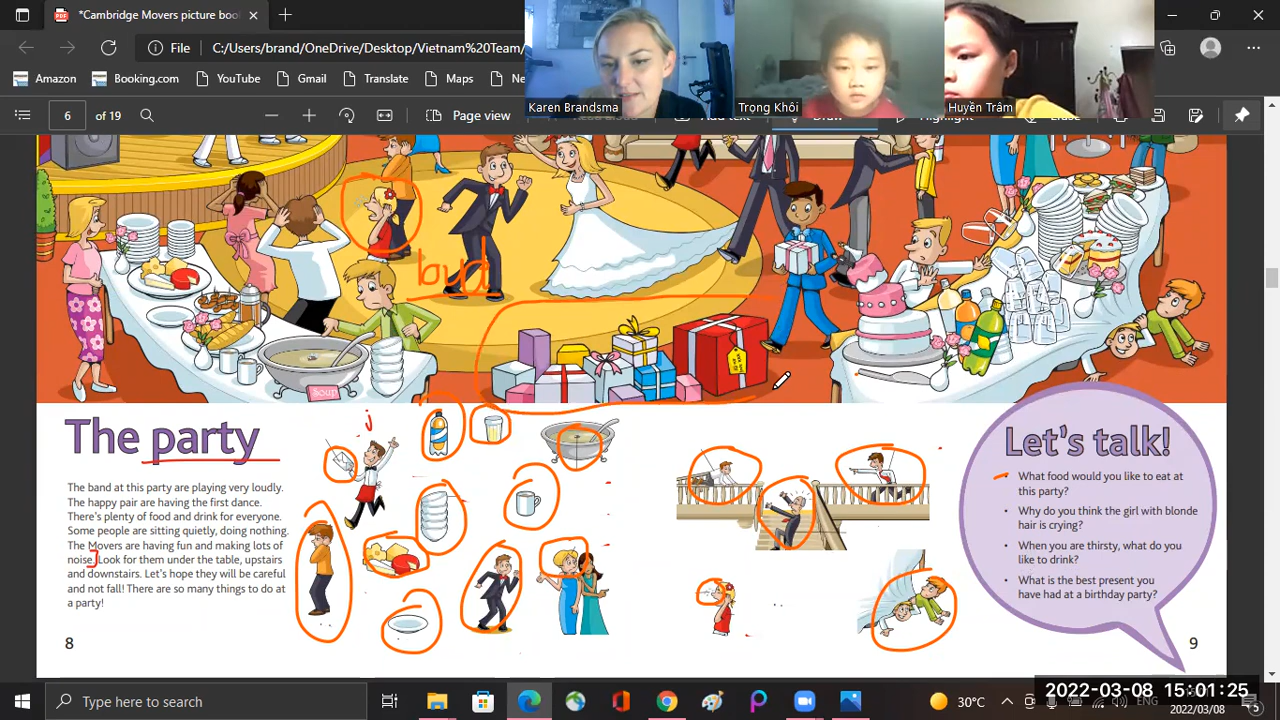 *Cambridge Movers picture boo
File
C:/Users/brand/OneDrive/Desktop/Vietnam%20Team/
Amazon
Booking.com
YouTube
Gmail
Translate
Maps
Ne
Karen Brandsma
Trọng Khôi
Huyền Trâm
6 of 19
Page view
Draw
bud
Soup
The party
The band at this party are playing very loudly.
The happy pair are having the first dance.
There's plenty of food and drink for everyone.
Some people are sitting quietly, doing nothing.
The Movers are having fun and making lots of
noise. Look for them under the table, upstairs
and downstairs. Let's hope they will be careful
and not fall! There are so many things to do at
a party!
8
Let's talk!
What food would you like to eat at
this party?
Why do you think the girl with blonde
hair is crying?
When you are thirsty, what do you
like to drink?
What is the best present you
have had at a birthday party?
9
Type here to search
30°C
2022-03-08 15:01:25
2022/03/08